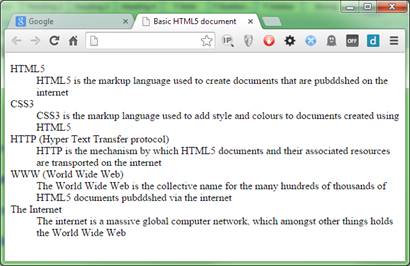 Google
Basic HTML5 document
IP
OFF
d
HTML5
HTML5 is the markup language used to create documents that are pubddshed on the
internet
CSS3
CSS3 is the markup language used to add style and colours to documents created using
HTML5
HTTP (Hyper Text Transfer protocol)
HTTP is the mechanism by which HTML5 documents and their associated resources
are transported on the internet
WWW (World Wide Web)
The World Wide Web is the collective name for the many hundreds of thousands of
HTML5 documents pubddshed via the internet
The Internet
The internet is a massive global computer network, which amongst other things holds
the World Wide Web